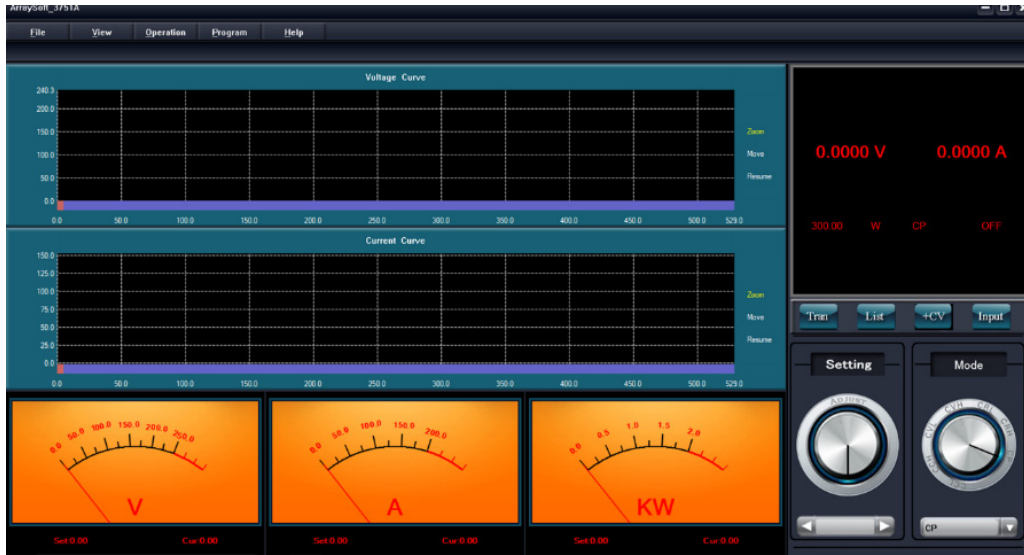 ArraySoft_3751A
File View Operation Program Help
Voltage Curve
240.3
200.0
150.0
100.0
50.0
0.0
0.0 50.0 100.0 150.0 200.0 250.0 300.0 350.0 400.0 450.0 500.0 529.0
Zoom
Move
Resume
Current Curve
150.0
125.0
100.0
75.0
50.0
25.0
0.0
0.0 50.0 100.0 150.0 200.0 250.0 300.0 350.0 400.0 450.0 500.0 529.0
Zoom
Move
Resume
0.0 50.0 100.0 150.0 200.0 250.0
V
Set 0.00 Cur 0.00
0.0 50.0 100.0 150.0 200.0
A
Set 0.00 Cur 0.00
0.0 0.5 1.0 1.5 2.0
KW
Set 0.00 Cur 0.00
0.0000 V 0.0000 A
300.00 W CP OFF
Tran List +CV Input
Setting
ADJUST
Mode
CCL CCH CVL CVH CRL CRM CP
CP